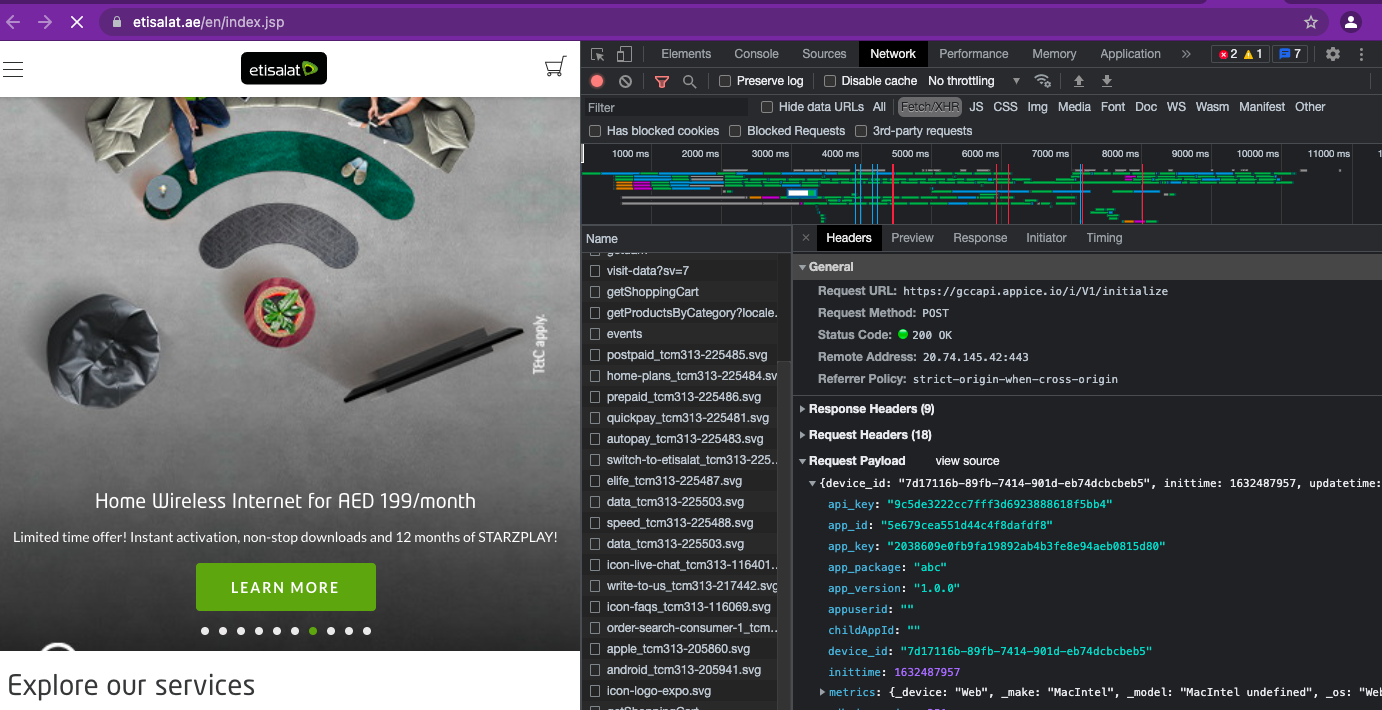 etisalat.ae/en/index.jsp
etisalat
T&C apply.
Home Wireless Internet for AED 199/month
Limited time offer! Instant activation, non-stop downloads and 12 months of STARZPLAY!
LEARN MORE
Explore our services
Elements Console Sources Network Performance Memory Application » 2 1 7
Preserve log Disable cache No throttling
Filter Hide data URLs All Fetch/XHR JS CSS Img Media Font Doc WS Wasm Manifest Other
Has blocked cookies Blocked Requests 3rd-party requests
1000 ms 2000 ms 3000 ms 4000 ms 5000 ms 6000 ms 7000 ms 8000 ms 9000 ms 10000 ms 11000 ms 1
Name
visit-data?sv=7
getShoppingCart
getProductsByCategory?locale.
events
postpaid_tcm313-225485.svg
home-plans_tcm313-225484.sv
prepaid_tcm313-225486.svg
quickpay_tcm313-225481.svg
autopay_tcm313-225483.svg
switch-to-etisalat_tcm313-225...
elife_tcm313-225487.svg
data_tcm313-225503.svg
speed_tcm313-225488.svg
data_tcm313-225503.svg
icon-live-chat_tcm313-116401..
write-to-us_tcm313-217442.svg
icon-faqs_tcm313-116069.svg
order-search-consumer-1_tcm..
apple_tcm313-205860.svg
android_tcm313-205941.svg
icon-logo-expo.svg
getShoppingCart
× Headers Preview Response Initiator Timing
General
Request URL: https://gccapi.appice.io/i/V1/initialize
Request Method: POST
Status Code: 200 OK
Remote Address: 20.74.145.42:443
Referrer Policy: strict-origin-when-cross-origin
Response Headers (9)
Request Headers (18)
Request Payload view source
{device_id: "7d17116b-89fb-7414-901d-eb74dcbcbeb5", inittime: 1632487957, updatetime:
api_key: "9c5de3222cc7fff3d6923888618f5bb4"
app_id: "5e679cea551d44c4f8dafdf8"
app_key: "2038609e0fb9fa19892ab4b3fe8e94aeb0815d80"
app_package: "abc"
app_version: "1.0.0"
appuserid: ""
childAppId: ""
device_id: "7d17116b-89fb-7414-901d-eb74dcbcbeb5"
inittime: 1632487957
metrics: {_device: "Web", _make: "MacIntel", _model: "MacIntel undefined", _os: "Web